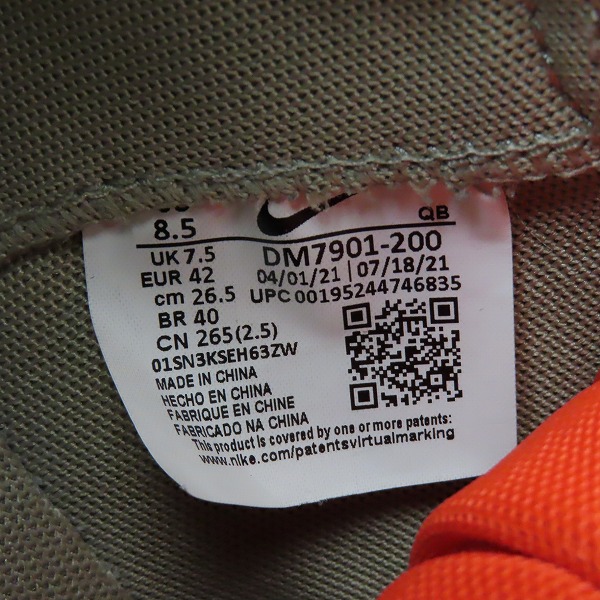 8.5 QB
UK 7.5 DM7901-200
EUR 42 04/01/21 | 07/18/21
cm 26.5 UPC 00195244746835
BR 40
CN 265(2.5)
01SN3KSEH63ZW
MADE IN CHINA
HECHO EN CHINA
FABRIQUE EN CHINE
FABRICADO NA CHINA
This product is covered by one or more patents:
www.nike.com/patentsvirtualmarking